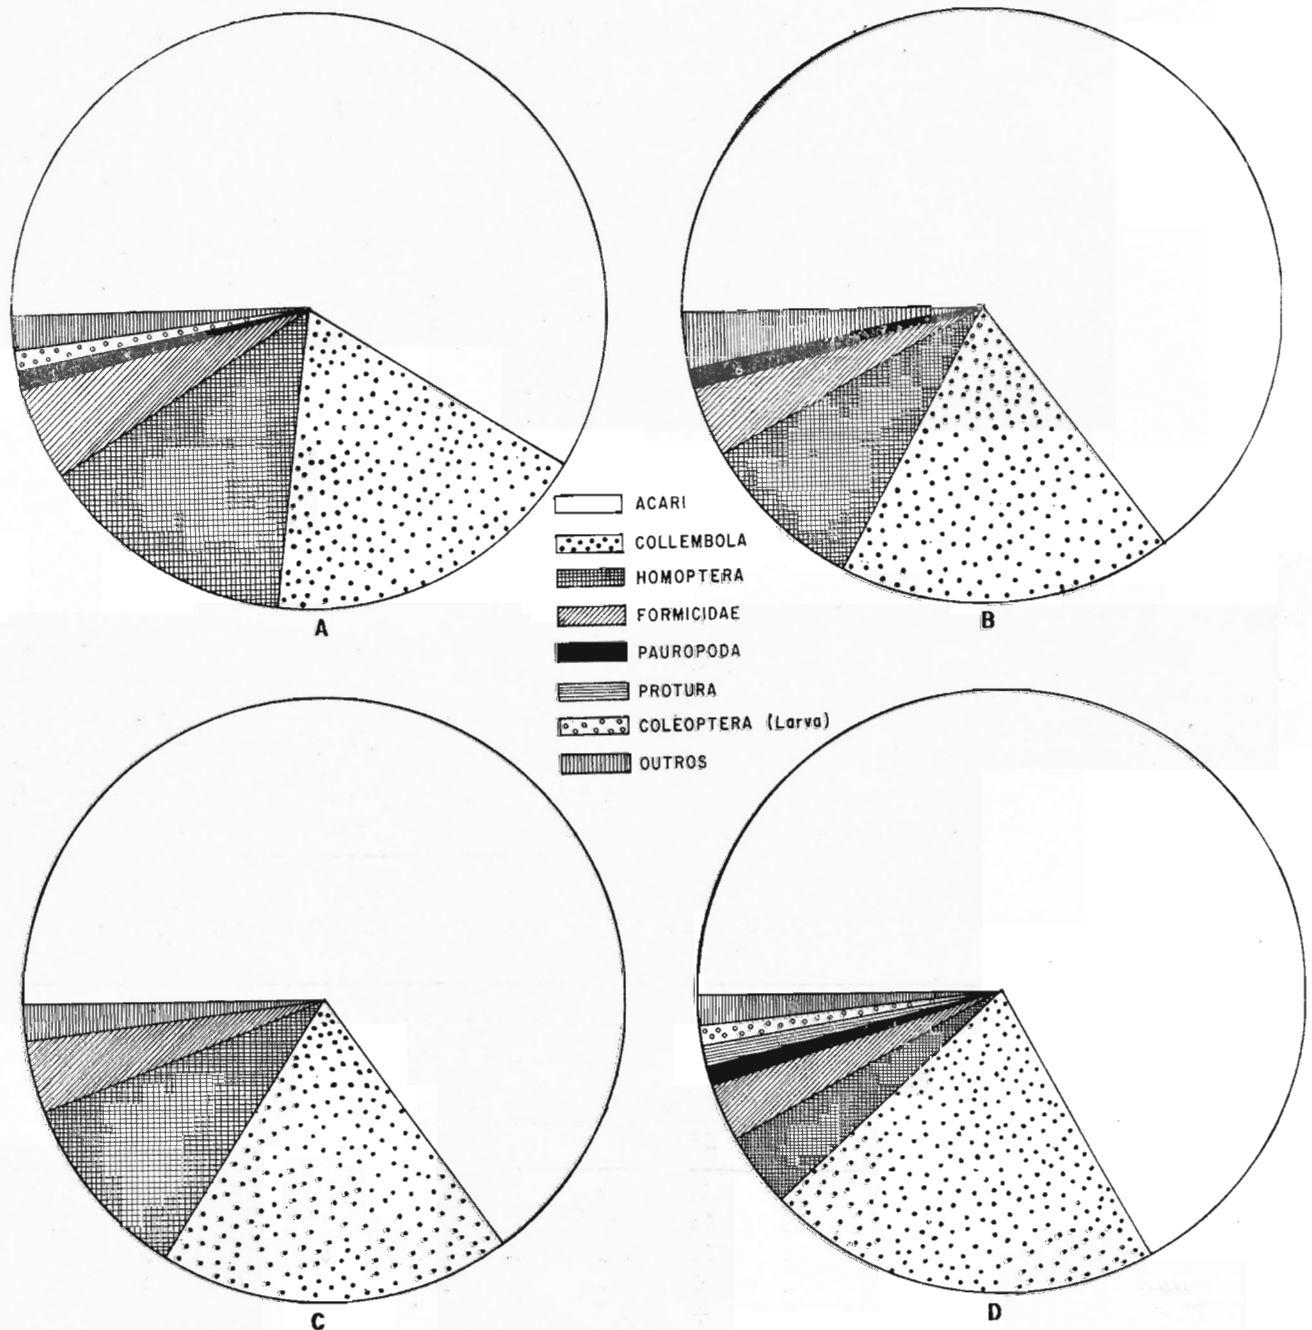 A
B
ACARI
COLLEMBOLA
HOMOPTERA
FORMICIDAE
PAUROPODA
PROTURA
COLEOPTERA (Larva)
OUTROS
C
D